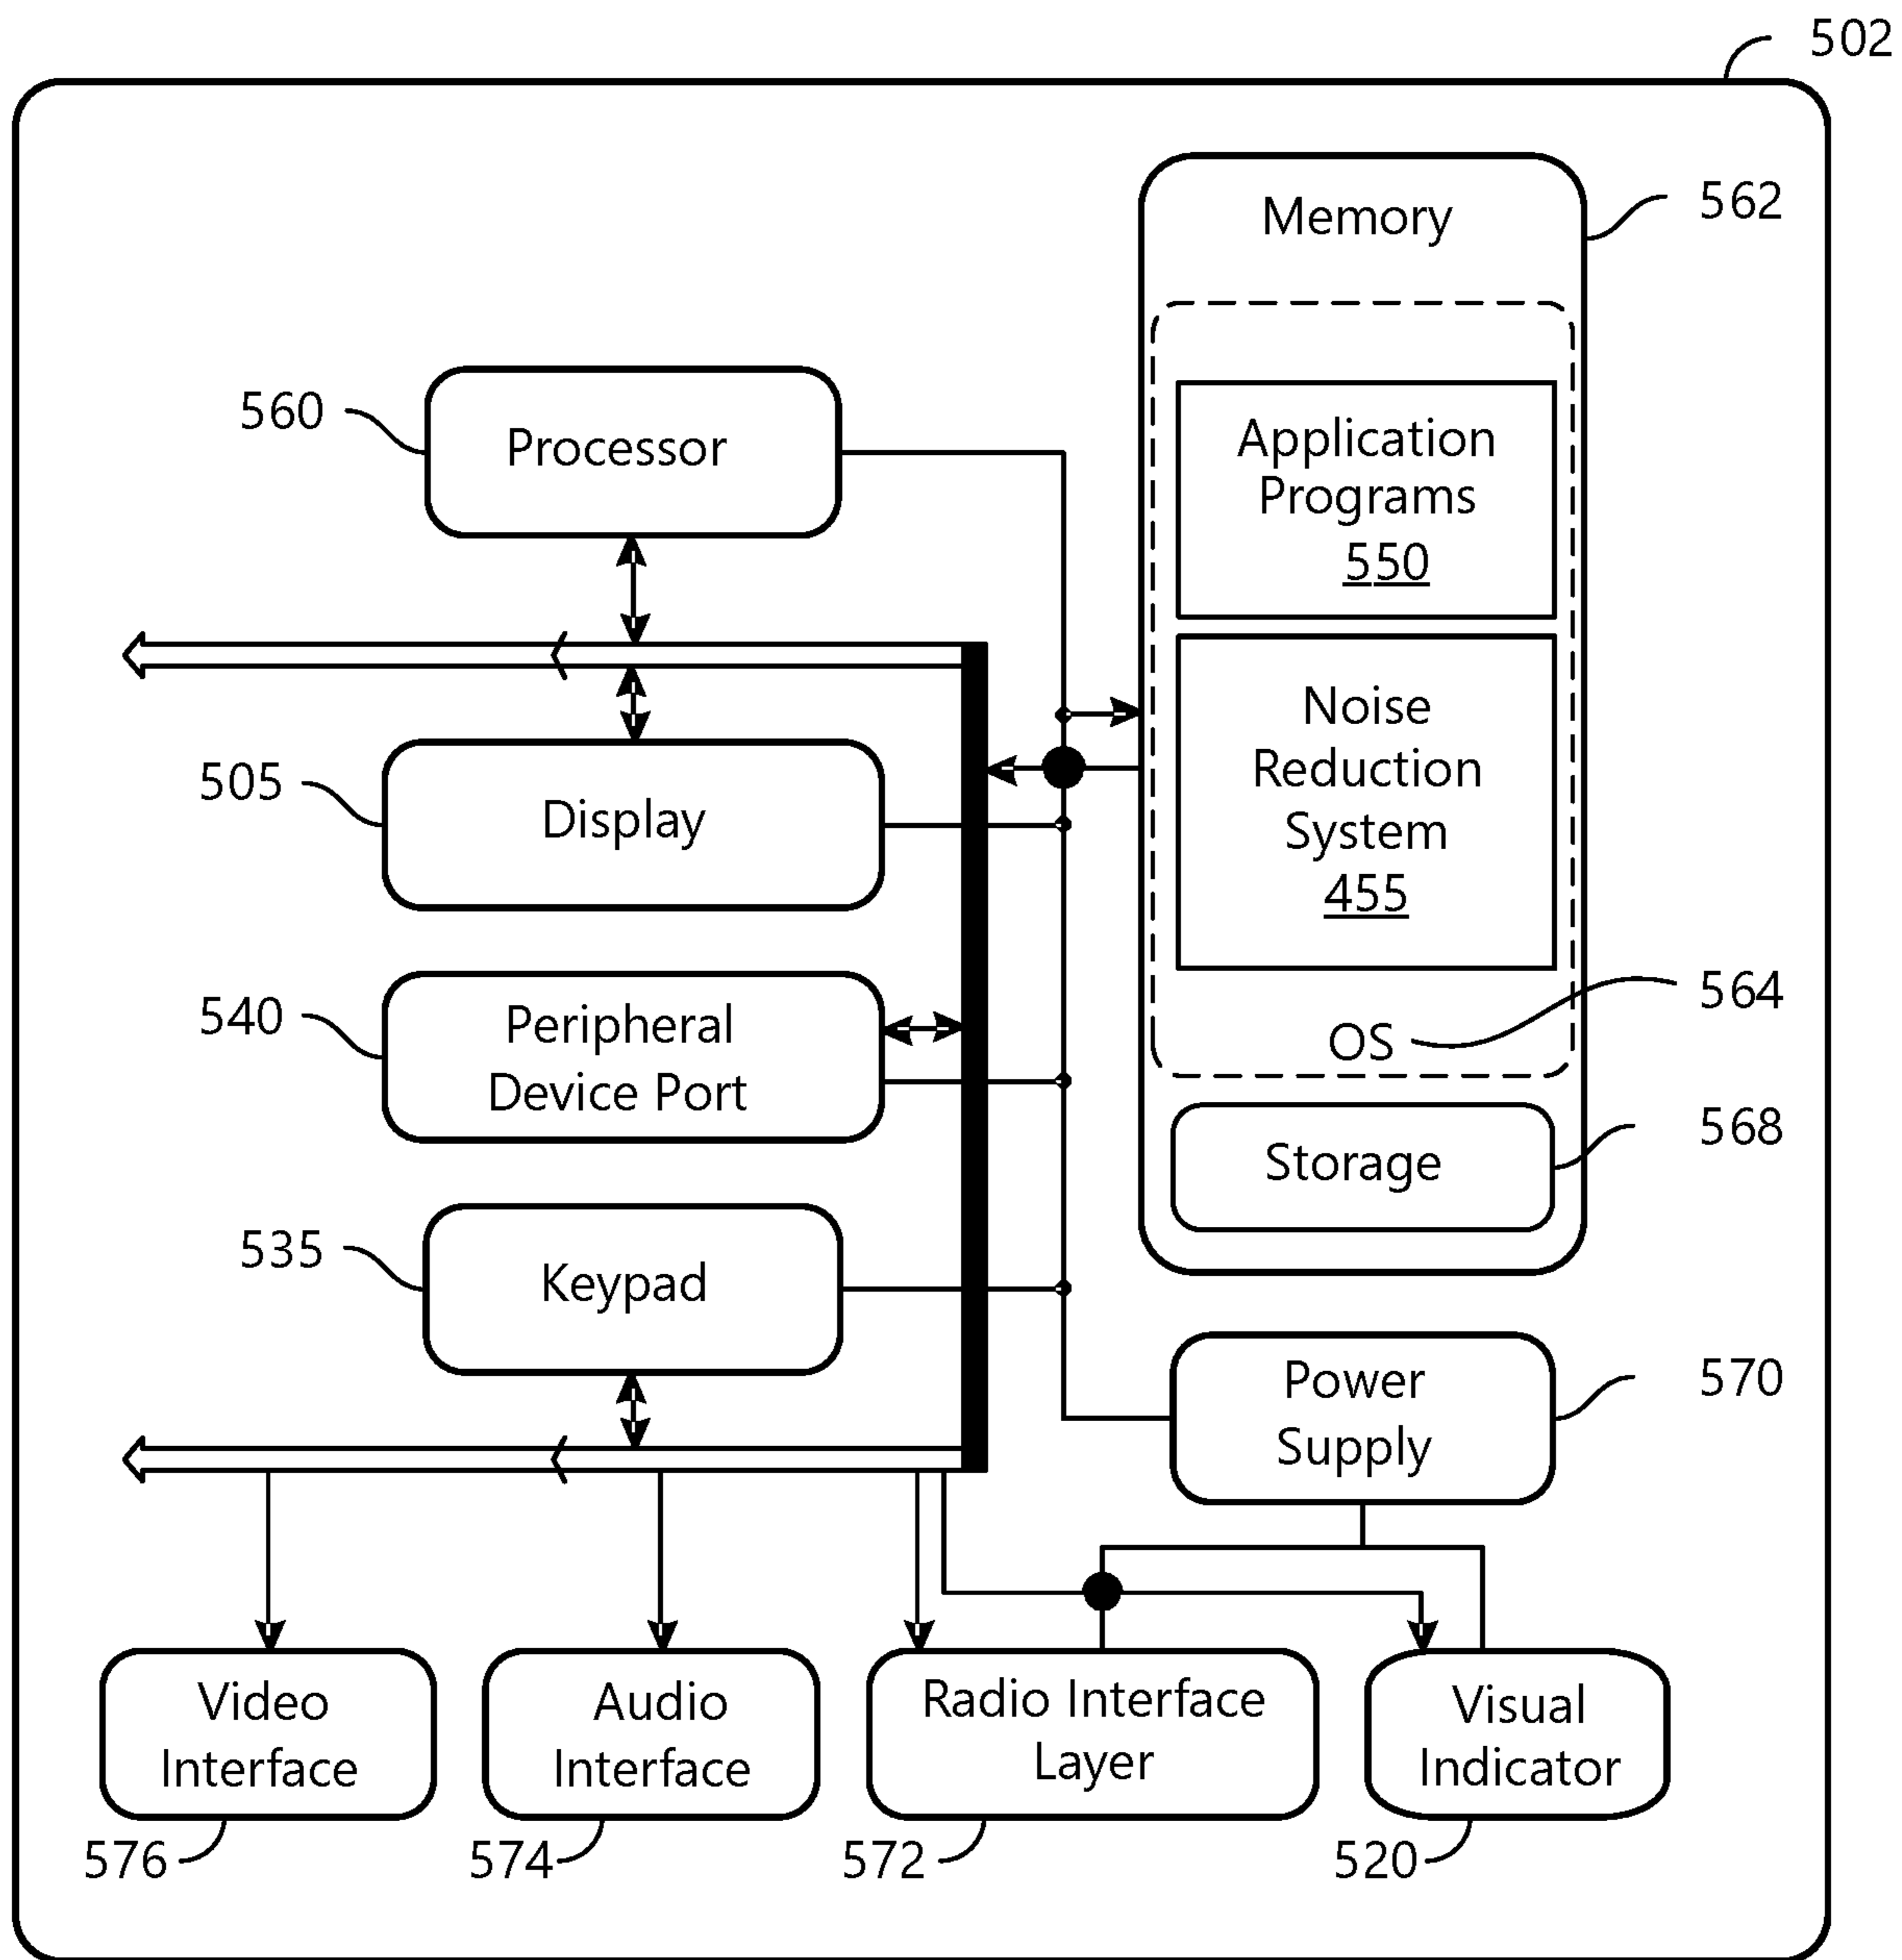 502
Memory
562
Application
Programs
550
560
Processor
Noise
Reduction
System
455
505
Display
540
Peripheral
Device Port
564
OS
568
Storage
535
Keypad
Power
Supply
570
Video
Interface
Audio
Interface
Radio Interface
Layer
Visual
Indicator
576
574
572
520